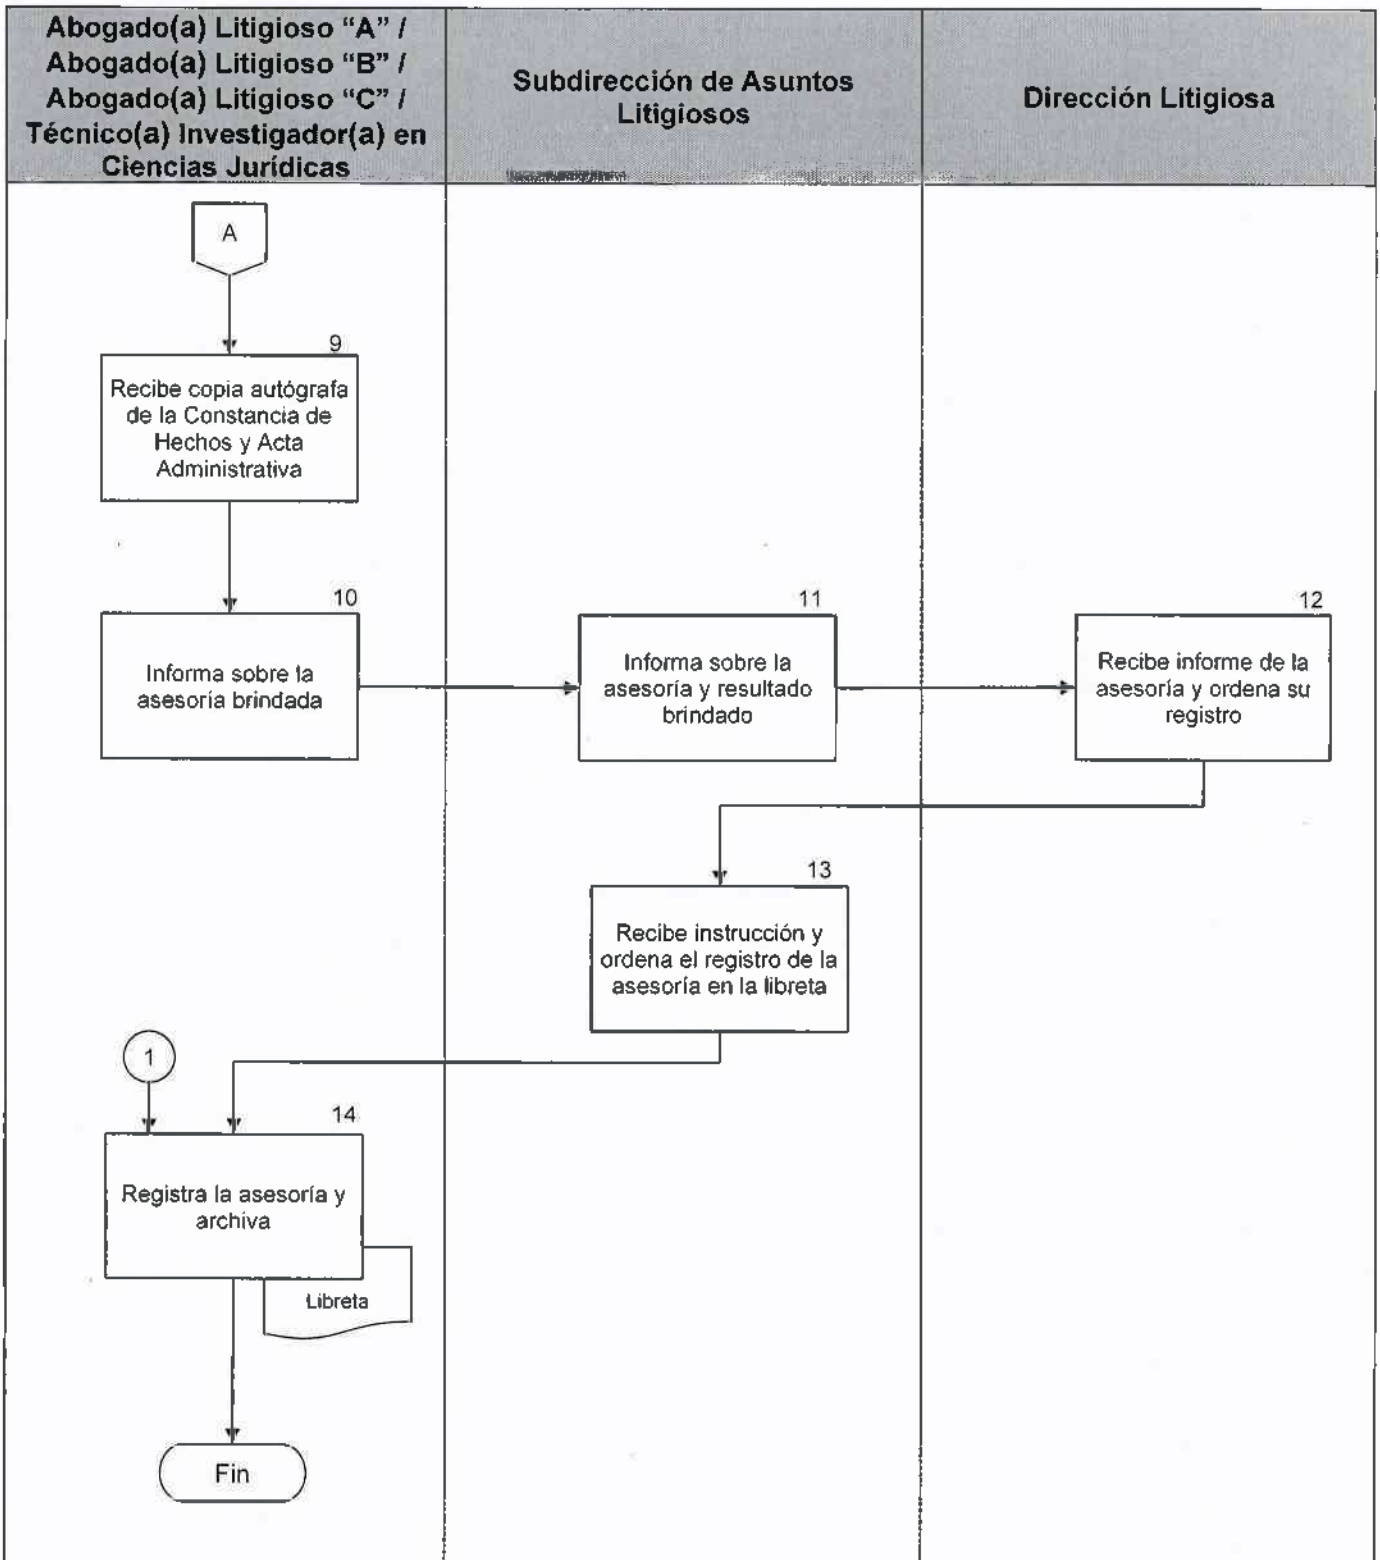 Abogado(a) Litigioso “A” /
Abogado(a) Litigioso “B” /
Abogado(a) Litigioso “C” /
Técnico(a) Investigador(a) en
Ciencias Jurídicas
Subdirección de Asuntos
Litigiosos
Dirección Litigiosa
A
9
Recibe copia autógrafa
de la Constancia de
Hechos y Acta
Administrativa
10
Informa sobre la
asesoría brindada
11
Informa sobre la
asesoría y resultado
brindado
12
Recibe informe de la
asesoría y ordena su
registro
13
Recibe instrucción y
ordena el registro de la
asesoría en la libreta
1
14
Registra la asesoría y
archiva
Libreta
Fin